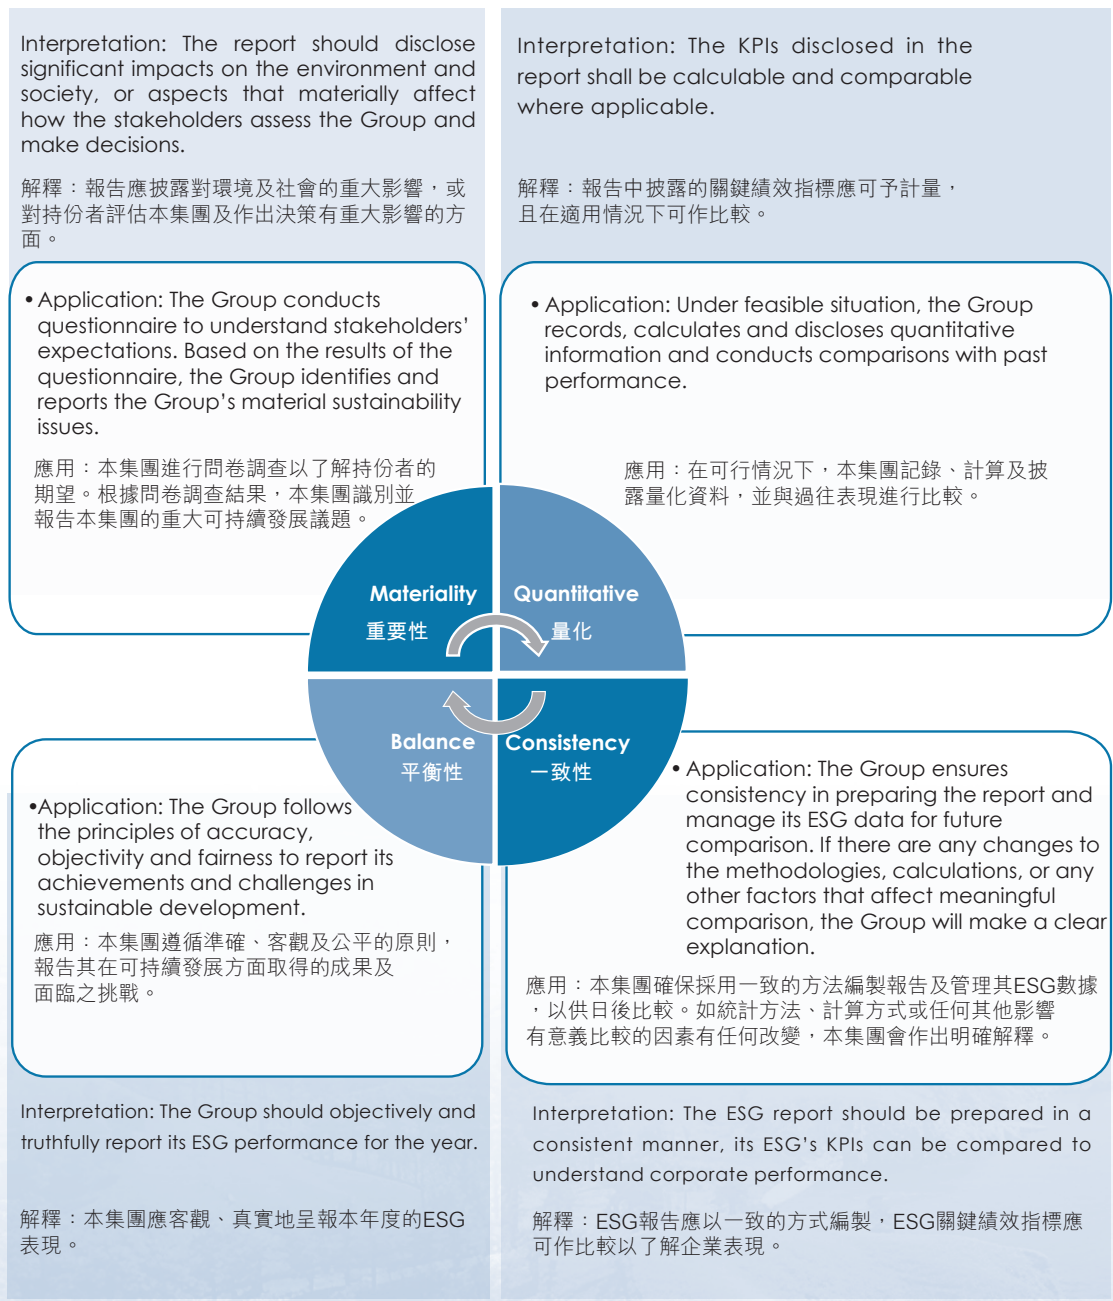 Interpretation: The report should disclose
significant impacts on the environment and
society, or aspects that materially affect
how the stakeholders assess the Group and
make decisions.
解釋：報告應披露對環境及社會的重大影響，或
對持份者評估本集團及作出決策有重大影響的方
面。
• Application: The Group conducts
questionnaire to understand stakeholders’
expectations. Based on the results of the
questionnaire, the Group identifies and
reports the Group’s material sustainability
issues.
應用：本集團進行問卷調查以了解持份者的
期望。根據問卷調查結果，本集團識別並
報告本集團的重大可持續發展議題。
Interpretation: The KPIs disclosed in the
report shall be calculable and comparable
where applicable.
解釋：報告中披露的關鍵績效指標應可予計量，
且在適用情況下可作比較。
• Application: Under feasible situation, the Group
records, calculates and discloses quantitative
information and conducts comparisons with past
performance.
應用：在可行情況下，本集團記錄、計算及披
露量化資料，並與過往表現進行比較。
Materiality
重要性
Quantitative
量化
Balance
平衡性
Consistency
一致性
•Application: The Group follows
the principles of accuracy,
objectivity and fairness to report its
achievements and challenges in
sustainable development.
應用：本集團遵循準確、客觀及公平的原則，
報告其在可持續發展方面取得的成果及
面臨之挑戰。
Interpretation: The Group should objectively and
truthfully report its ESG performance for the year.
解釋：本集團應客觀、真實地呈報本年度的ESG
表現。
• Application: The Group ensures
consistency in preparing the report and
manage its ESG data for future
comparison. If there are any changes to
the methodologies, calculations, or any
other factors that affect meaningful
comparison, the Group will make a clear
explanation.
應用：本集團確保採用一致的方法編製報告及管理其ESG數據
，以供日後比較。如統計方法、計算方式或任何其他影響
有意義比較的因素有任何改變，本集團會作出明確解釋。
Interpretation: The ESG report should be prepared in a
consistent manner, its ESG’s KPIs can be compared to
understand corporate performance.
解釋：ESG報告應以一致的方式編製，ESG關鍵績效指標應
可作比較以了解企業表現。